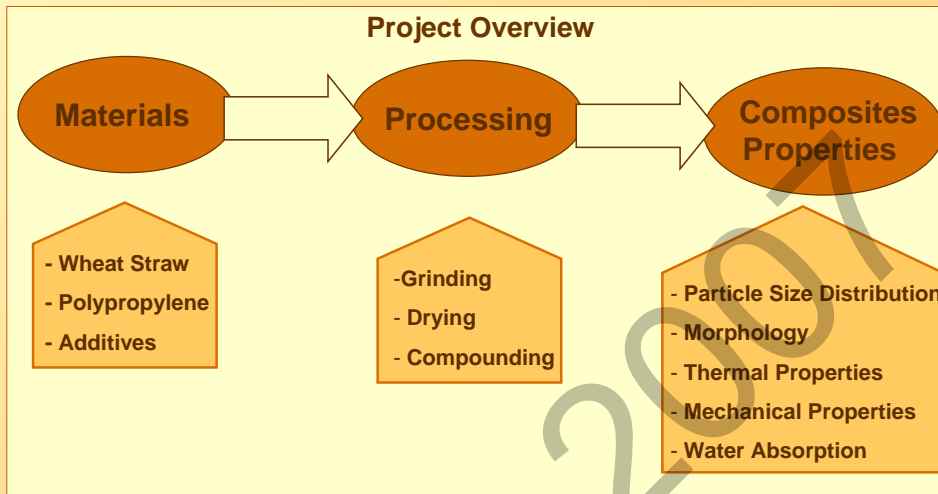 Project Overview
Materials
Processing
Composites
Properties
- Wheat Straw
- Polypropylene
- Additives
-Grinding
- Drying
- Compounding
- Particle Size Distribution
- Morphology
- Thermal Properties
- Mechanical Properties
- Water Absorption
2007